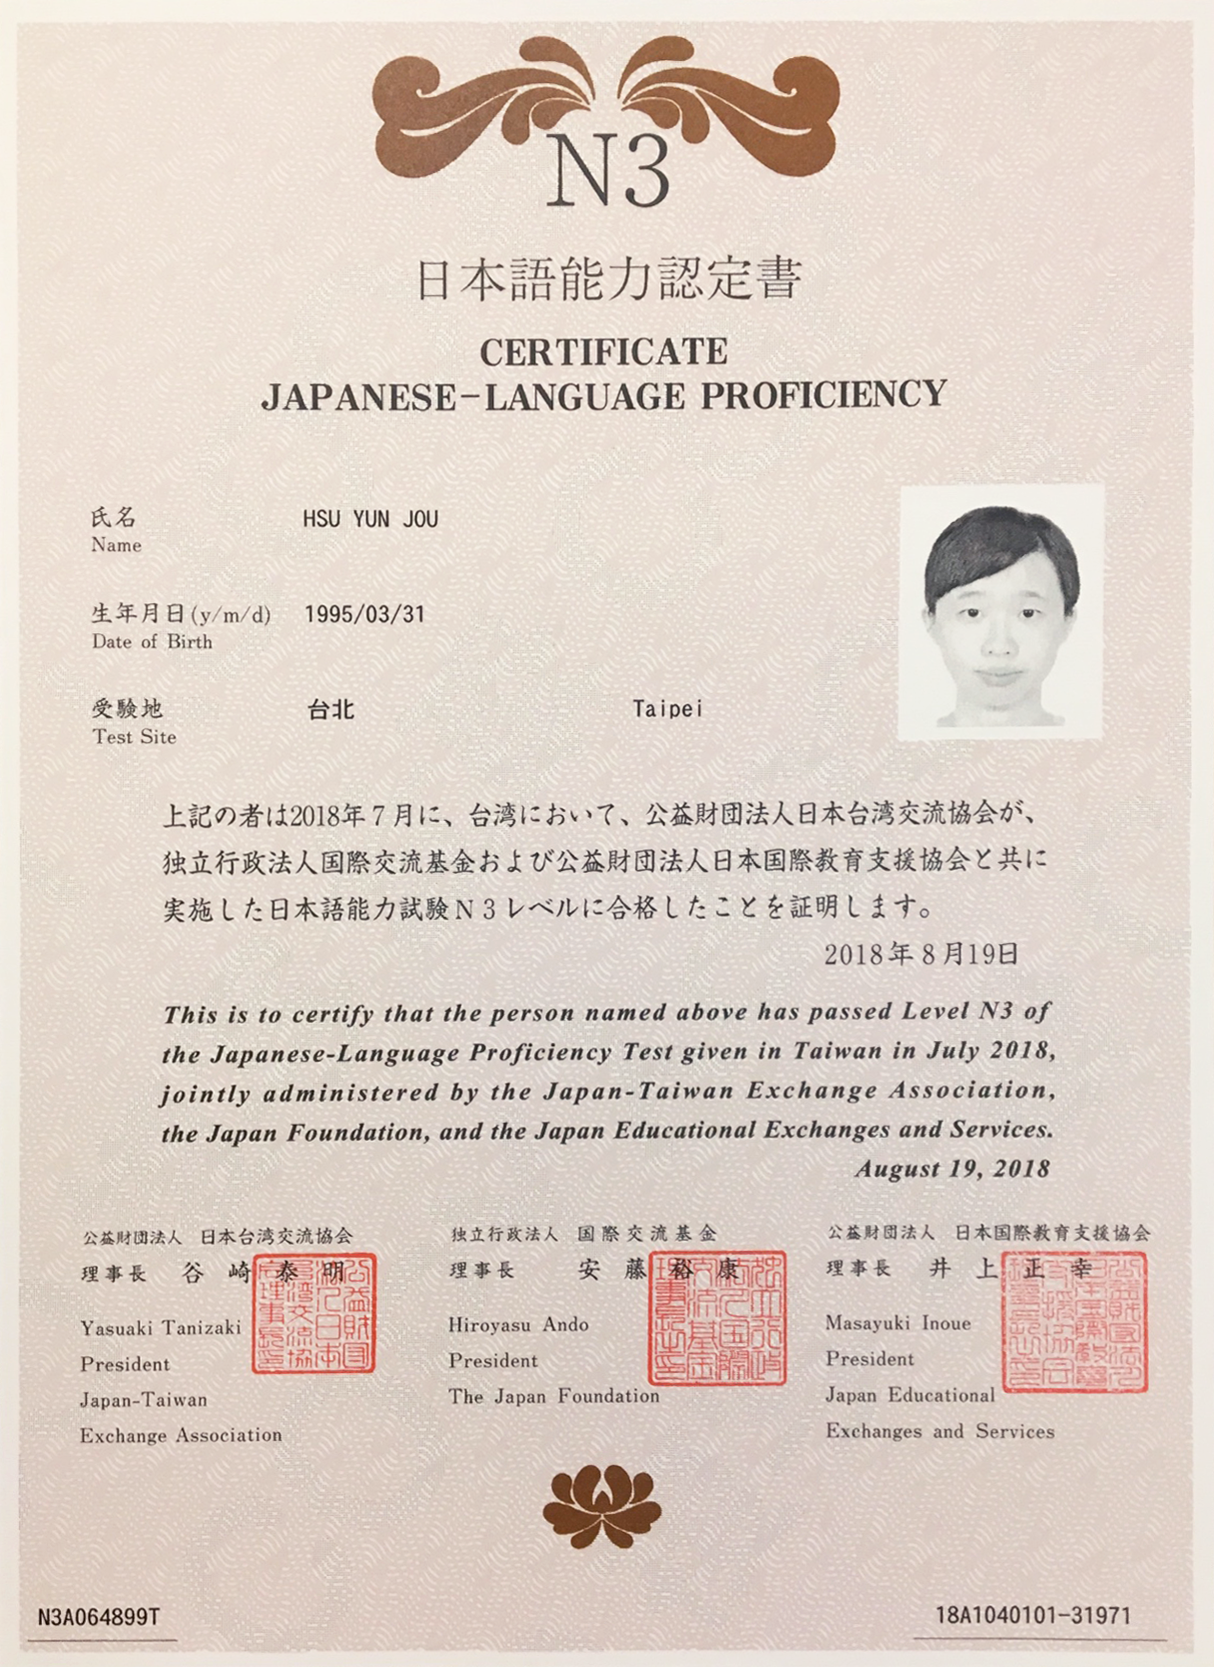 N3
日本語能力認定書
CERTIFICATE
JAPANESE-LANGUAGE PROFICIENCY
氏名 HSU YUN JOU
Name
生年月日(y/m/d) 1995/03/31
Date of Birth
受験地 台北 Taipei
Test Site
上記の者は2018年7月に、台湾において、公益財団法人日本台湾交流協会が、
独立行政法人国際交流基金および公益財団法人日本国際教育支援協会と共に
実施した日本語能力試験N3レベルに合格したことを証明します。
2018年8月19日
This is to certify that the person named above has passed Level N3 of
the Japanese-Language Proficiency Test given in Taiwan in July 2018,
jointly administered by the Japan-Taiwan Exchange Association,
the Japan Foundation, and the Japan Educational Exchanges and Services.
August 19, 2018
公益財団法人 日本台湾交流協会
理事長 谷崎泰明
Yasuaki Tanizaki
President
Japan-Taiwan
Exchange Association
独立行政法人 国際交流基金
理事長 安藤裕康
Hiroyasu Ando
President
The Japan Foundation
公益財団法人 日本国際教育支援協会
理事長 井上正幸
Masayuki Inoue
President
Japan Educational
Exchanges and Services
N3A064899T
18A1040101-31971